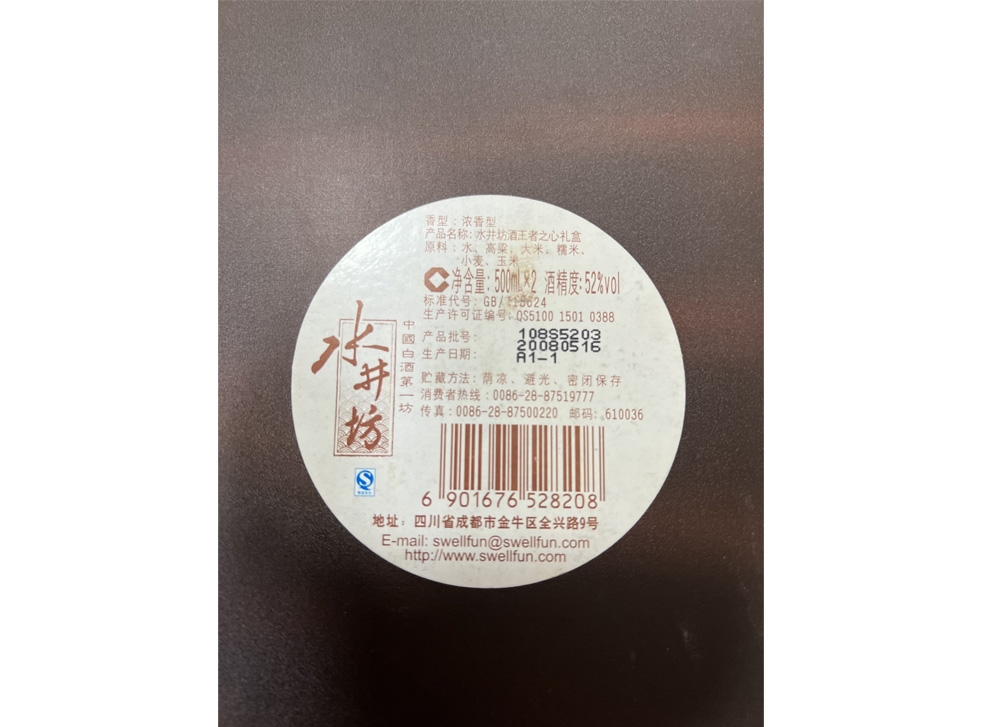 香型：浓香型
产品名称：水井坊酒王者之心礼盒
原料：水、高粱、大米、糯米、
小麦、玉米
净含量：500mL×2 酒精度：52%vol
标准代号：GB/T18624
生产许可证编号：QS5100 1501 0388
产品批号：108S5203
生产日期：20080516
A1-1
贮藏方法：荫凉、避光、密闭保存
消费者热线：0086-28-87519777
传真：0086-28-87500220 邮码：610036
水井坊
中國白酒第一坊
6 901676 528208
地址：四川省成都市金牛区全兴路9号
E-mail: swellfun@swellfun.com
http://www.swellfun.com